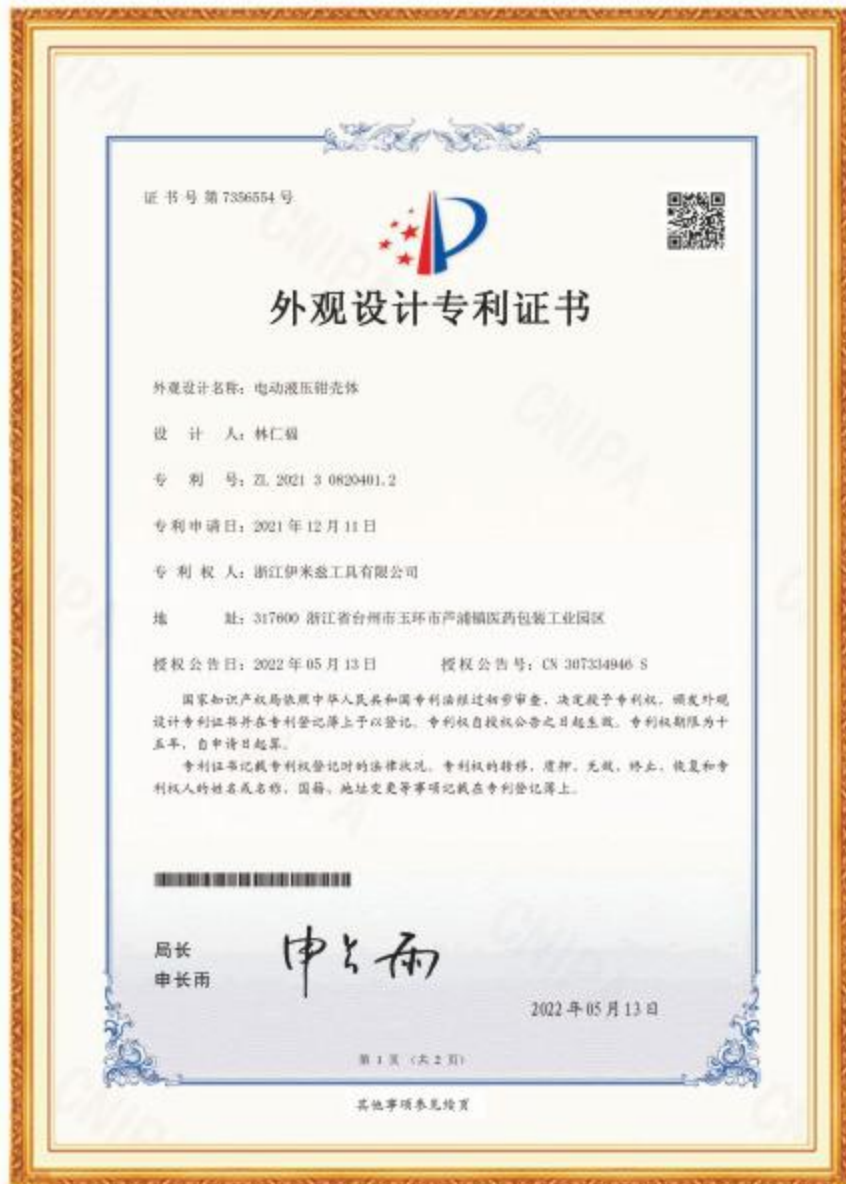 证书号第7356554号
外观设计专利证书
外观设计名称：电动液压钳壳体
设 计 人：林仁福
专 利 号：ZL 2021 3 0820401.2
专利申请日：2021年12月11日
专 利 权 人：浙江伊米盈工具有限公司
地 址：317600 浙江省台州市玉环市芦浦镇医药包装工业园区
授权公告日：2022年05月13日 授权公告号：CN 307334946 S
国家知识产权局依照中华人民共和国专利法经过初步审查，决定授予专利权，颁发外观
设计专利证书并在专利登记簿上予以登记。专利权自授权公告之日起生效。专利权期限为十
五年，自申请日起算。
专利证书记载专利权登记时的法律状况。专利权的转移、质押、无效、终止、恢复和专
利权人的姓名或名称、国籍、地址变更等事项记载在专利登记簿上。
局长
申长雨
申长雨
2022年05月13日
第 1 页 （共 2 页）
其他事项参见续页
CNIPA